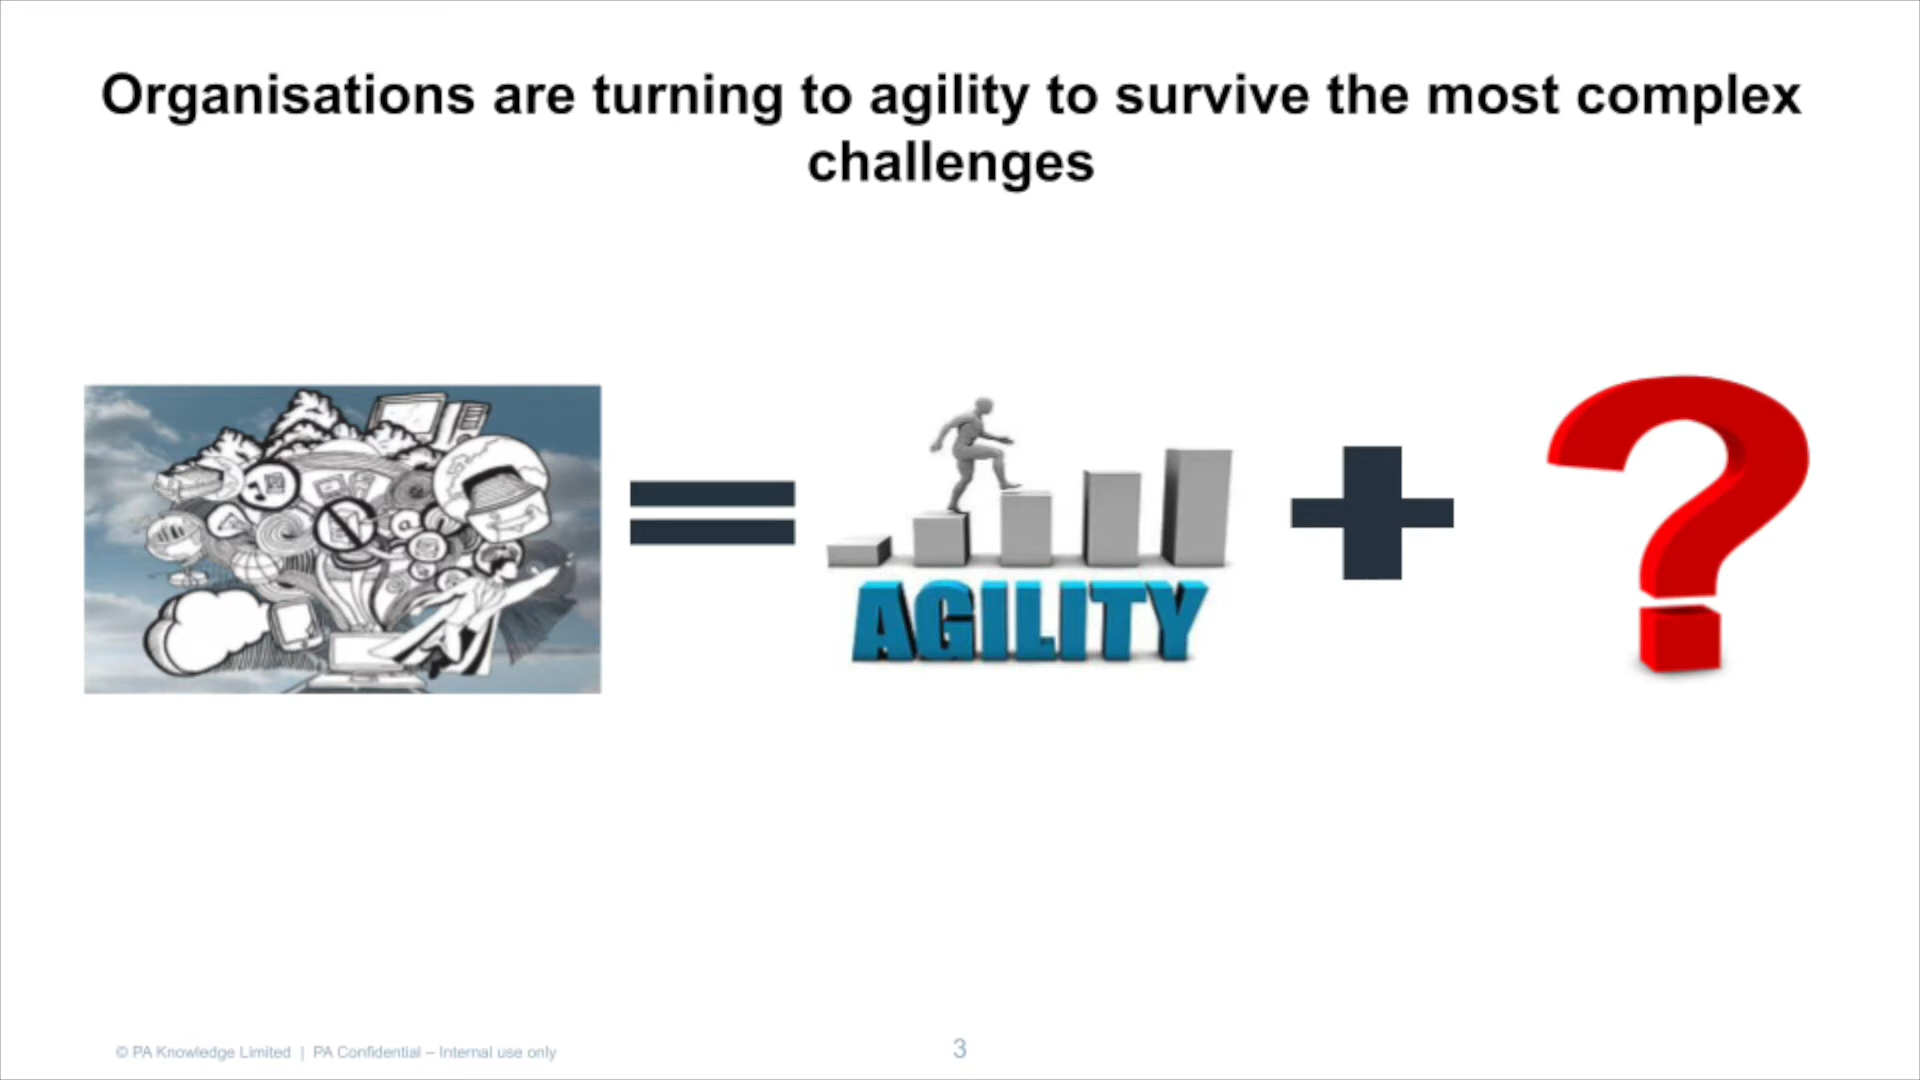 Organisations are turning to agility to survive the most complex
challenges
AGILITY
© PA Knowledge Limited | PA Confidential – Internal use only
3